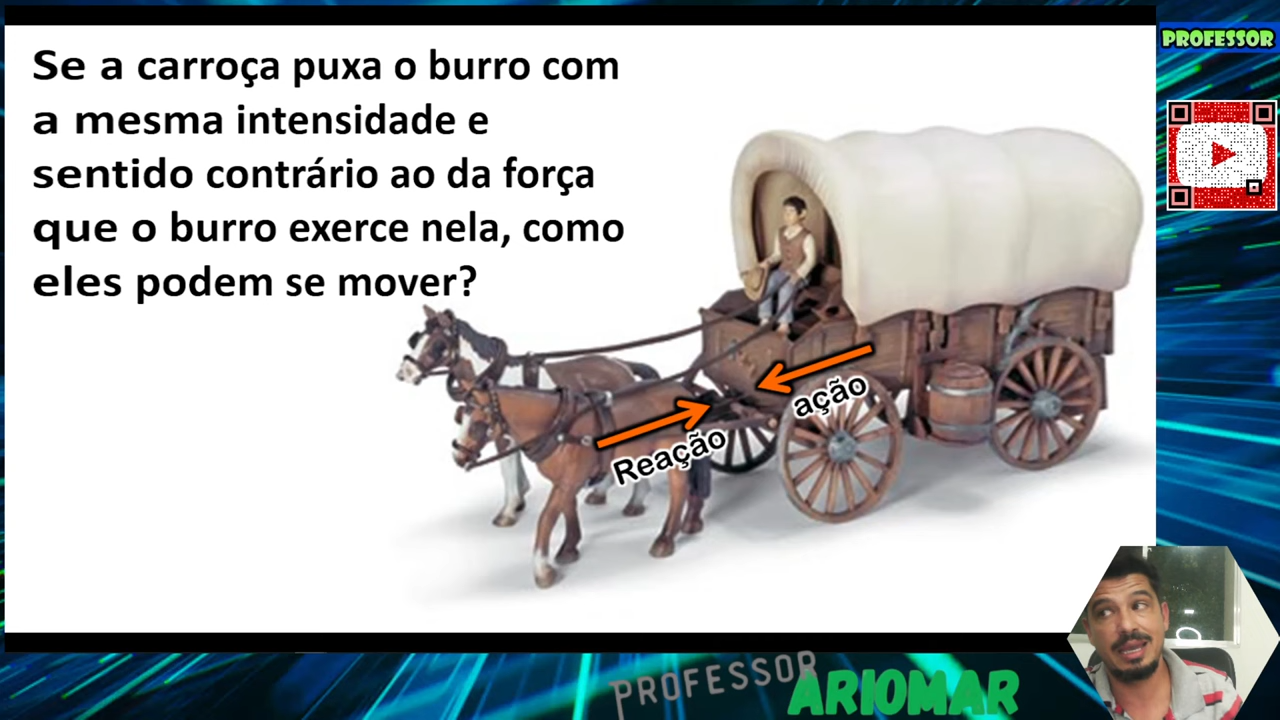 Se a carroça puxa o burro com
a mesma intensidade e
sentido contrário ao da força
que o burro exerce nela, como
eles podem se mover?
ação
Reação
PROFESSOR
PROFESSOR
ARIOMAR